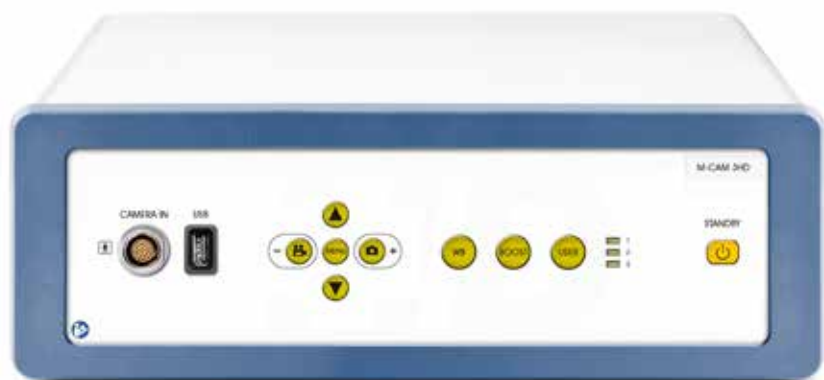 M-CAM 3HD
CAMERA IN
USB
STANDBY
-
MENU
+
WB
BOOST
USER
1
2
3